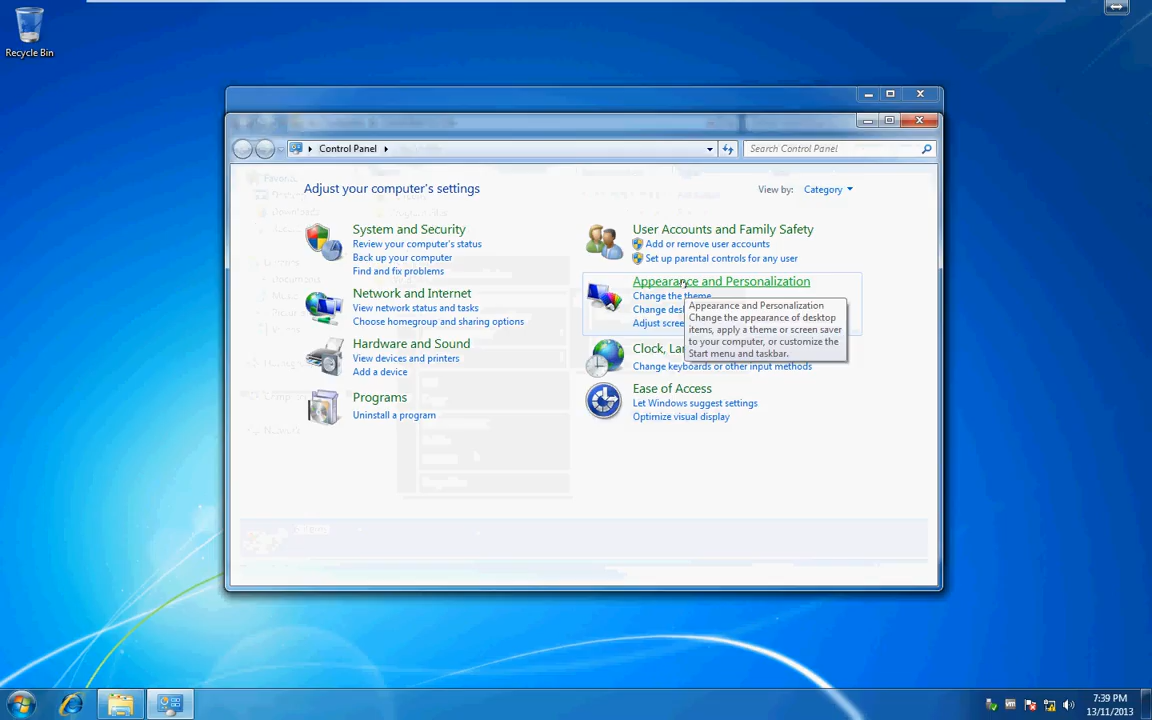 Recycle Bin
Control Panel
Search Control Panel
Adjust your computer's settings
View by: Category
System and Security
Review your computer's status
Back up your computer
Find and fix problems
Network and Internet
View network status and tasks
Choose homegroup and sharing options
Hardware and Sound
View devices and printers
Add a device
Programs
Uninstall a program
User Accounts and Family Safety
Add or remove user accounts
Set up parental controls for any user
Appearance and Personalization
Change the theme
Change
Adjust
Appearance and Personalization
Change the appearance of desktop
items, apply a theme or screen saver
to your computer, or customize the
Start menu and taskbar.
Clock,
Change keyboards or other input methods
Ease of Access
Let Windows suggest settings
Optimize visual display
7:39 PM
13/11/2013